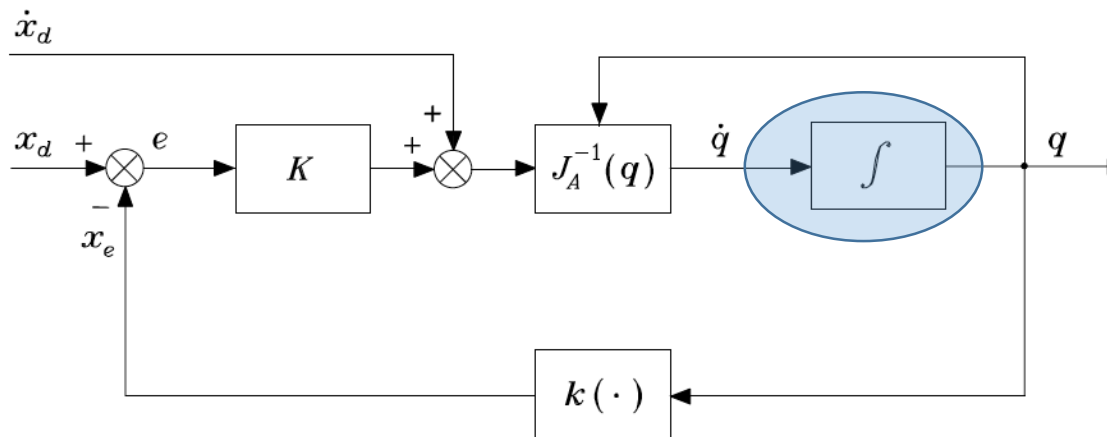 ẋ_d
+
x_d + e K + J_A^{-1}(q) q̇ ∫ q
−
x_e
k(·)